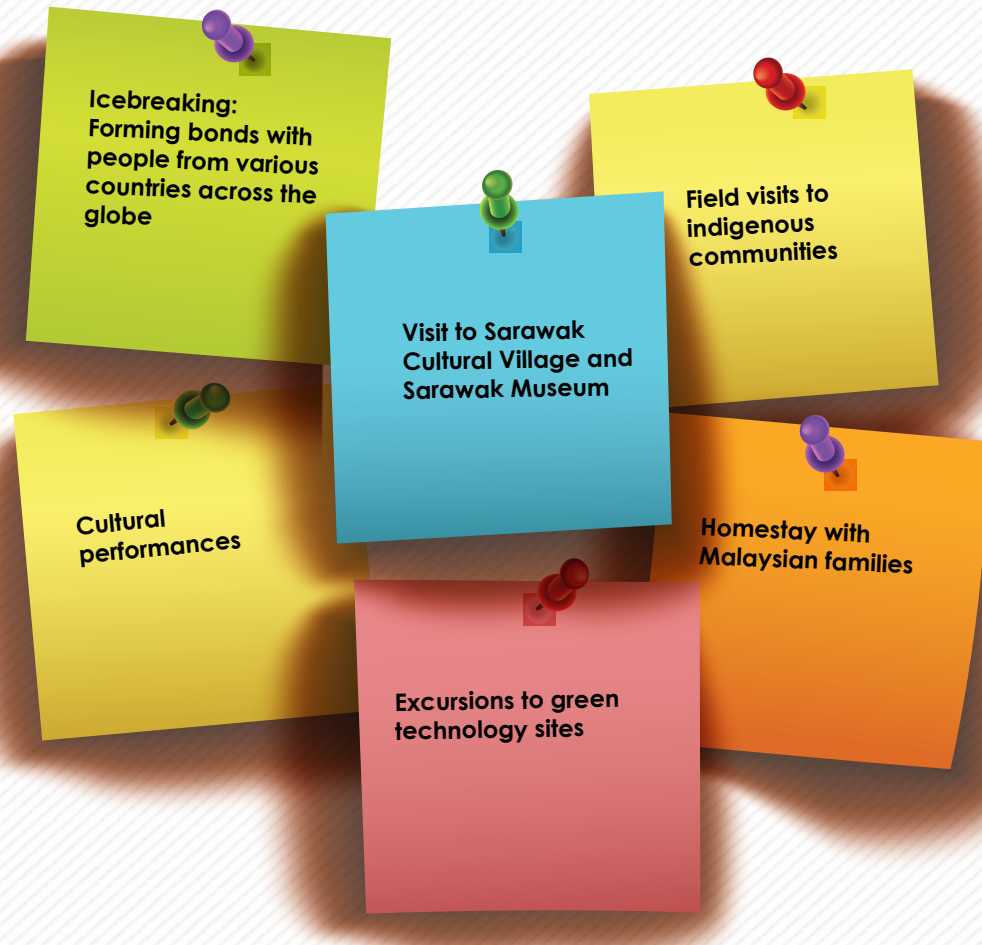 Icebreaking:
Forming bonds with
people from various
countries across the
globe
Field visits to
indigenous
communities
Visit to Sarawak
Cultural Village and
Sarawak Museum
Cultural
performances
Homestay with
Malaysian families
Excursions to green
technology sites